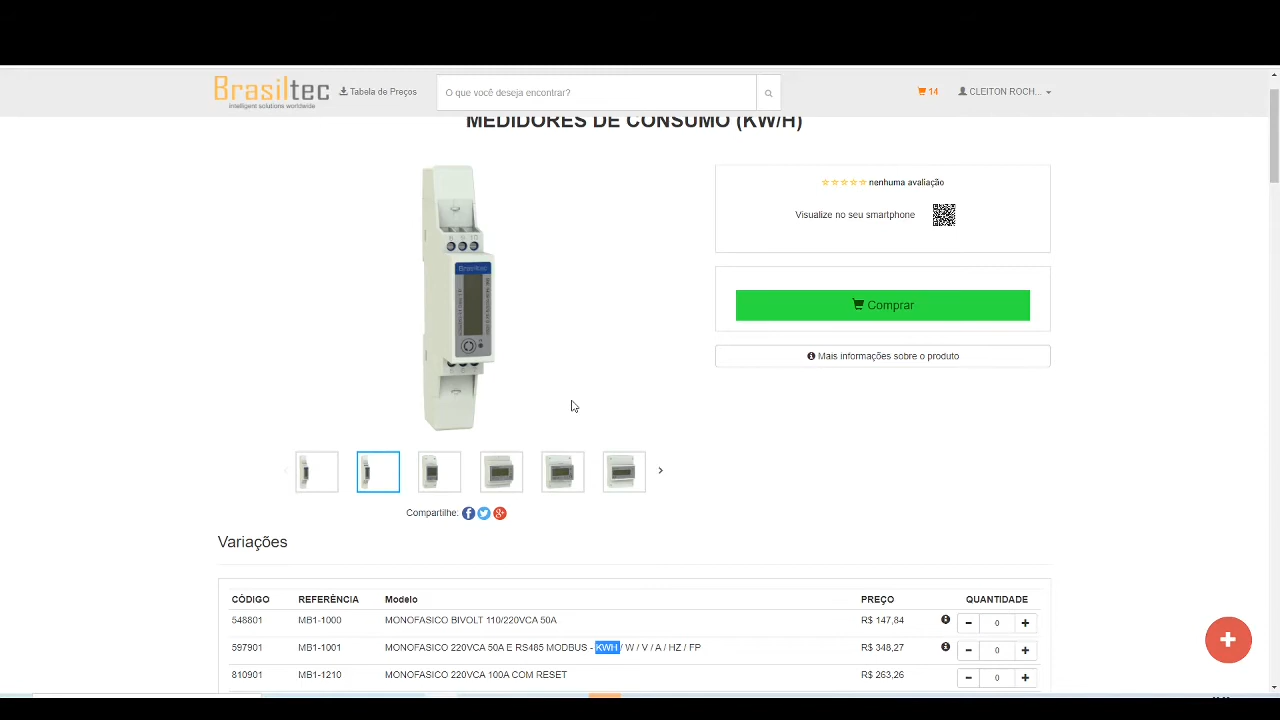 Brasiltec
intelligent solutions worldwide
Tabela de Preços
O que você deseja encontrar?
14
CLEITON ROCH...
MEDIDORES DE CONSUMO (KW/H)
nenhuma avaliação
Visualize no seu smartphone
Comprar
Mais informações sobre o produto
Compartilhe:
Variações
CÓDIGO REFERÊNCIA Modelo PREÇO QUANTIDADE
548801 MB1-1000 MONOFASICO BIVOLT 110/220VCA 50A R$ 147,84 - 0 +
597901 MB1-1001 MONOFASICO 220VCA 50A E RS485 MODBUS - KWH / W / V / A / HZ / FP R$ 348,27 - 0 +
810901 MB1-1210 MONOFASICO 220VCA 100A COM RESET R$ 263,26 - 0 +